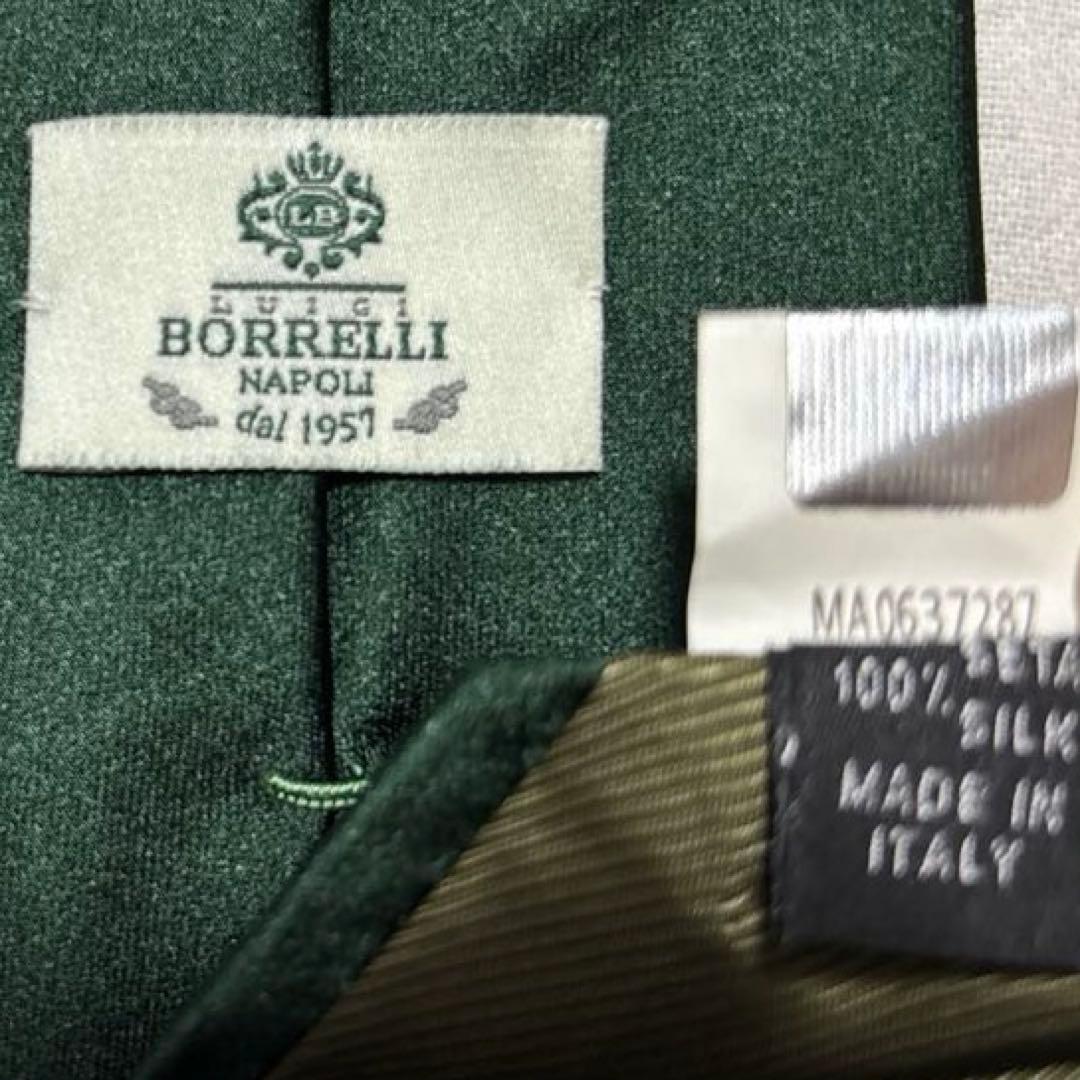 LB
LUIGI
BORRELLI
NAPOLI
dal 1957
MA0637287
100% SETA
SILK
MADE IN
ITALY